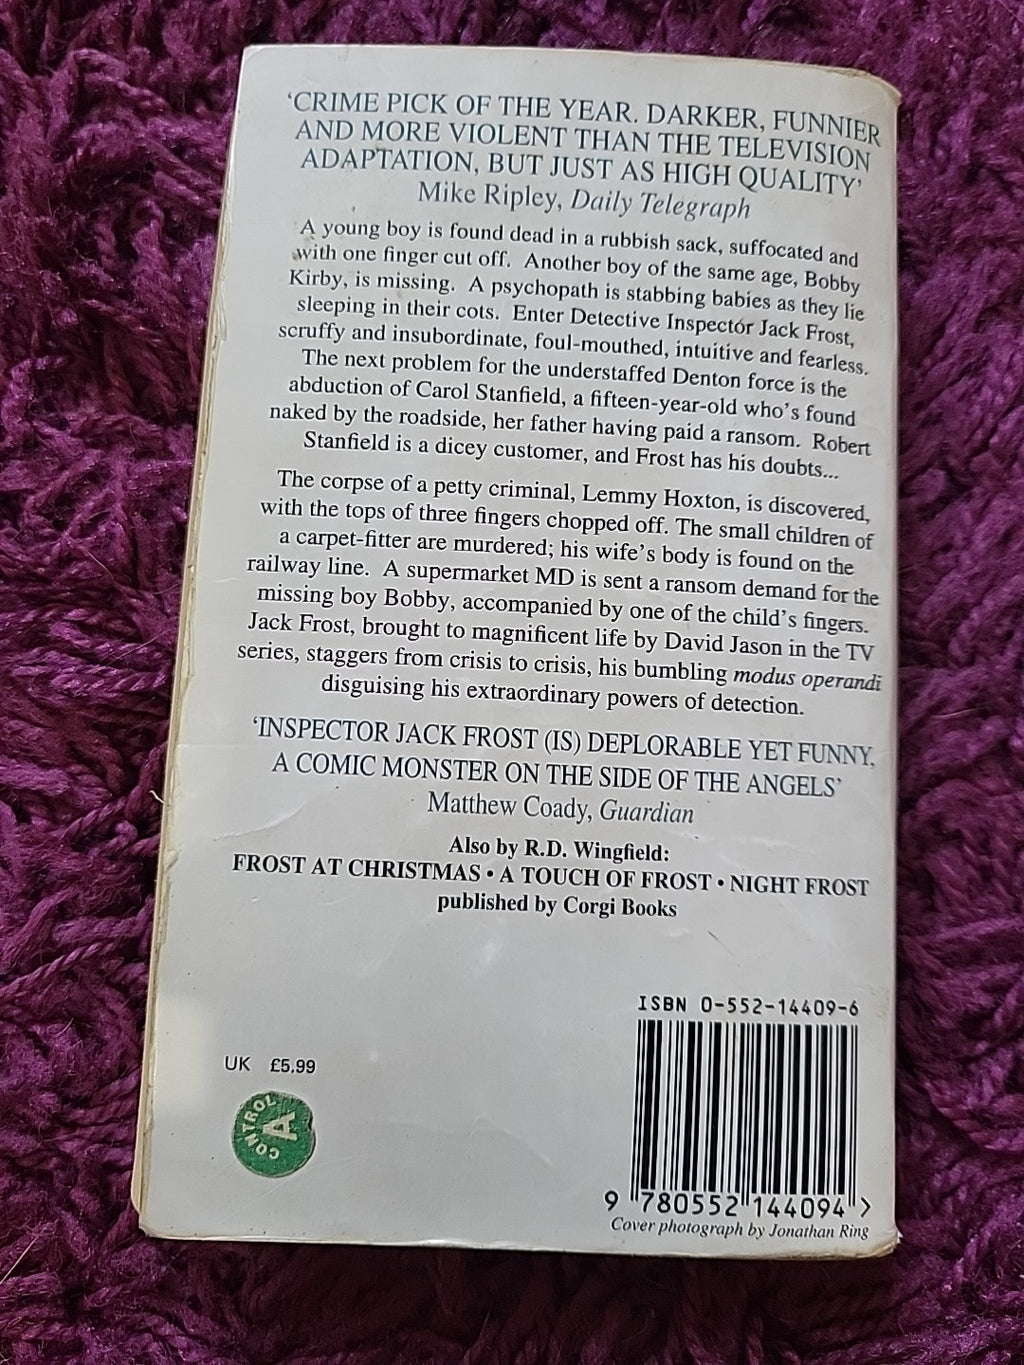 'CRIME PICK OF THE YEAR. DARKER, FUNNIER
AND MORE VIOLENT THAN THE TELEVISION
ADAPTATION, BUT JUST AS HIGH QUALITY'
Mike Ripley, Daily Telegraph
A young boy is found dead in a rubbish sack, suffocated and
with one finger cut off. Another boy of the same age, Bobby
Kirby, is missing. A psychopath is stabbing babies as they lie
sleeping in their cots. Enter Detective Inspector Jack Frost,
scruffy and insubordinate, foul-mouthed, intuitive and fearless.
The next problem for the understaffed Denton force is the
abduction of Carol Stanfield, a fifteen-year-old who's found
naked by the roadside, her father having paid a ransom. Robert
Stanfield is a dicey customer, and Frost has his doubts...
The corpse of a petty criminal, Lemmy Hoxton, is discovered,
with the tops of three fingers chopped off. The small children of
a carpet-fitter are murdered; his wife's body is found on the
railway line. A supermarket MD is sent a ransom demand for the
missing boy Bobby, accompanied by one of the child's fingers.
Jack Frost, brought to magnificent life by David Jason in the TV
series, staggers from crisis to crisis, his bumbling modus operandi
disguising his extraordinary powers of detection.
'INSPECTOR JACK FROST (IS) DEPLORABLE YET FUNNY,
A COMIC MONSTER ON THE SIDE OF THE ANGELS'
Matthew Coady, Guardian
Also by R.D. Wingfield:
FROST AT CHRISTMAS • A TOUCH OF FROST • NIGHT FROST
published by Corgi Books
ISBN 0-552-14409-6
UK £5.99
CONTROL
A
9 780552 144094 >
Cover photograph by Jonathan Ring